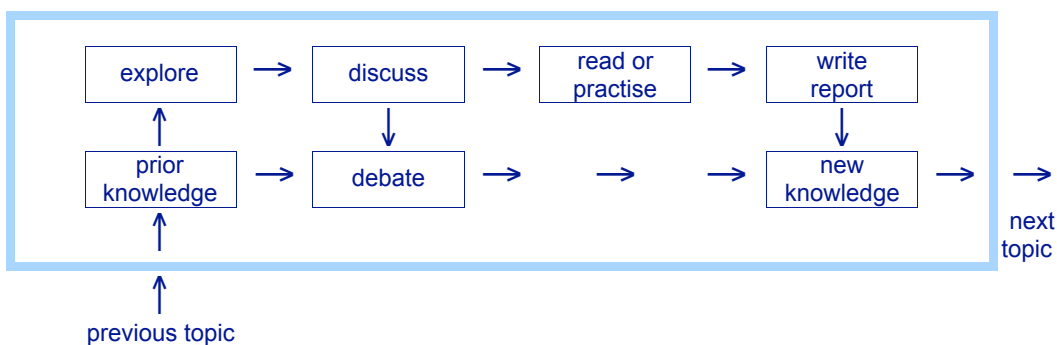 explore
discuss
read or
practise
write
report
prior
knowledge
debate
new
knowledge
next
topic
previous topic